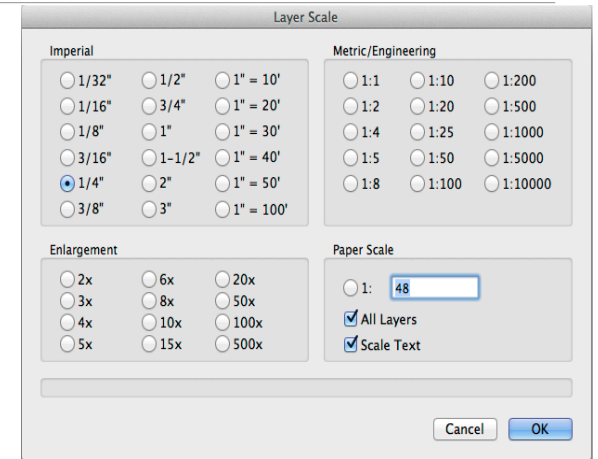 Layer Scale
Imperial
1/32" 1/2" 1" = 10'
1/16" 3/4" 1" = 20'
1/8" 1" 1" = 30'
3/16" 1-1/2" 1" = 40'
1/4" 2" 1" = 50'
3/8" 3" 1" = 100'
Metric/Engineering
1:1 1:10 1:200
1:2 1:20 1:500
1:4 1:25 1:1000
1:5 1:50 1:5000
1:8 1:100 1:10000
Enlargement
2x 6x 20x
3x 8x 50x
4x 10x 100x
5x 15x 500x
Paper Scale
1: 48
All Layers
Scale Text
Cancel OK